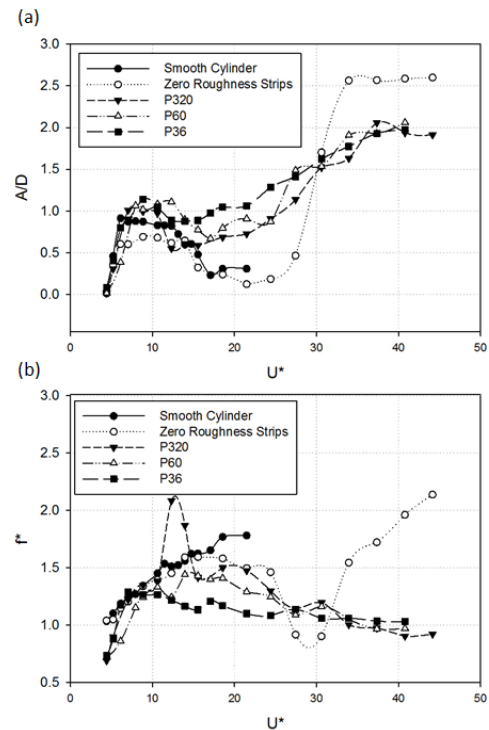 (a)
3.0
2.5
2.0
1.5
1.0
0.5
0.0
A/D
Smooth Cylinder
Zero Roughness Strips
P320
P60
P36
0 10 20 30 40 50
U*
(b)
3.0
2.5
2.0
1.5
1.0
0.5
f*
Smooth Cylinder
Zero Roughness Strips
P320
P60
P36
0 10 20 30 40 50
U*